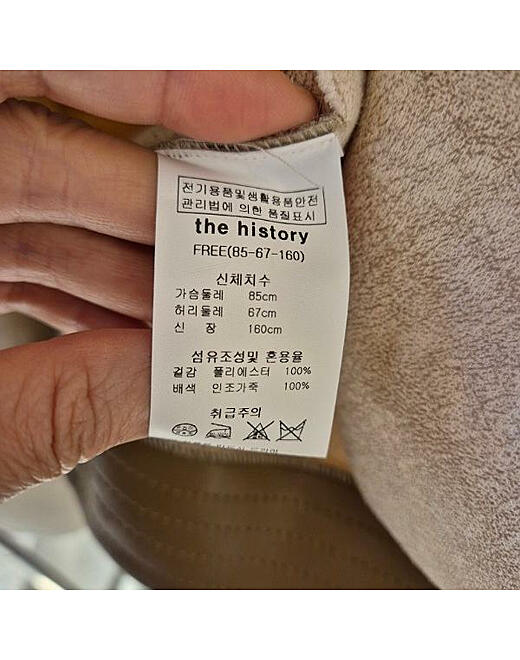 전기용품및생활용품안전
관리법에 의한 품질표시
the history
FREE(85-67-160)
신체치수
가슴둘레 85cm
허리둘레 67cm
신 장 160cm
섬유조성및 혼용율
겉감 폴리에스터 100%
배색 인조가죽 100%
취급주의